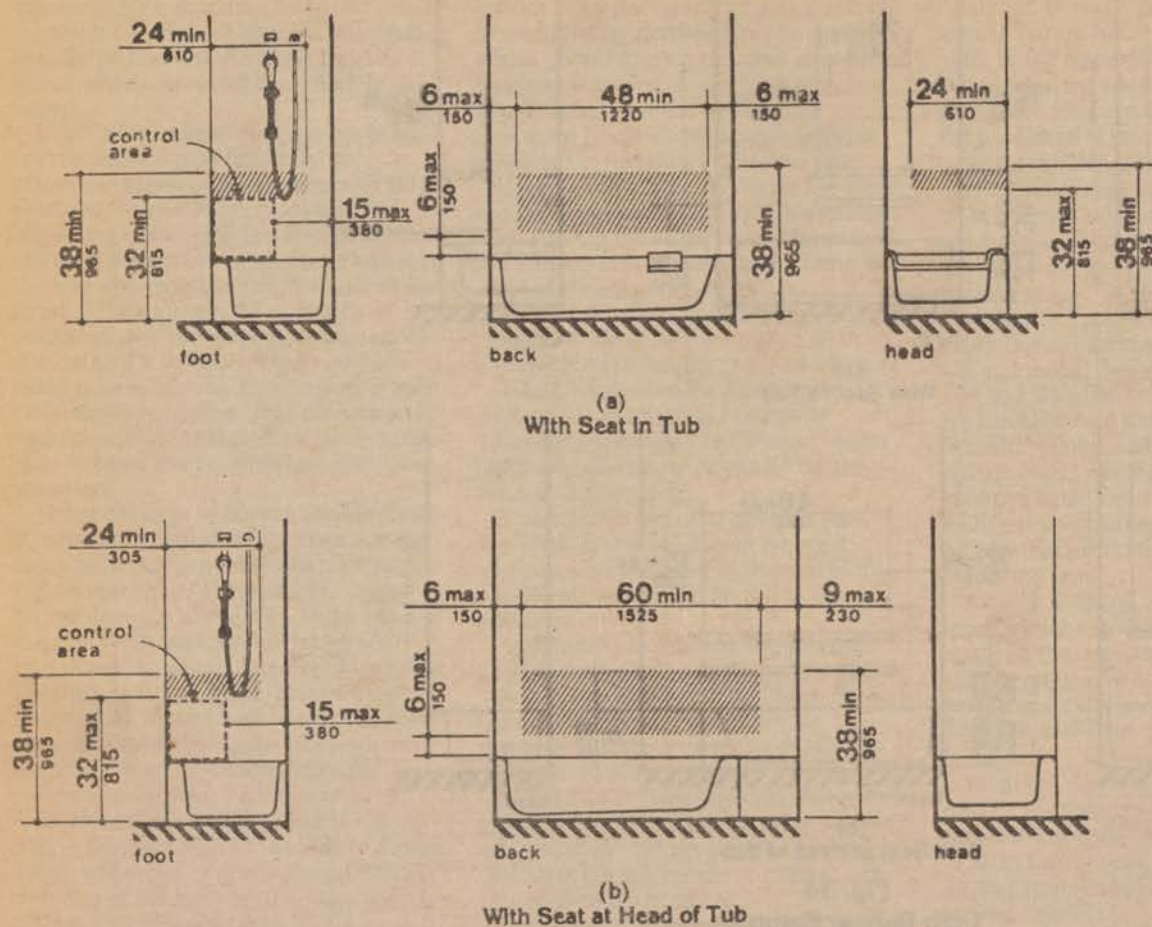 24 min
610
control
area
38 min
965
32 min
815
15 max
380
foot
6 max
150
48 min
1220
6 max
150
6 max
150
38 min
965
back
24 min
610
32 max
815
38 min
965
head
(a)
With Seat in Tub
24 min
305
control
area
38 min
965
32 max
815
15 max
380
foot
6 max
150
60 min
1525
9 max
230
6 max
150
38 min
965
back
head
(b)
With Seat at Head of Tub